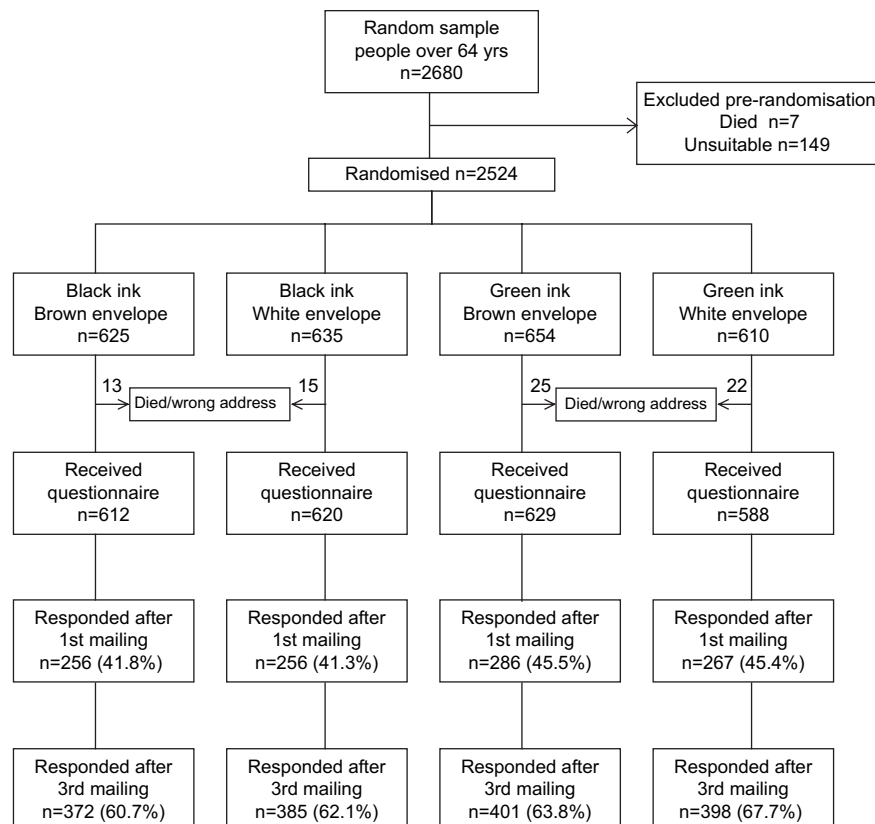 Random sample
people over 64 yrs
n=2680
Excluded pre-randomisation
Died n=7
Unsuitable n=149
Randomised n=2524
Black ink
Brown envelope
n=625
Black ink
White envelope
n=635
Green ink
Brown envelope
n=654
Green ink
White envelope
n=610
13
Died/wrong address
15
25
Died/wrong address
22
Received
questionnaire
n=612
Received
questionnaire
n=620
Received
questionnaire
n=629
Received
questionnaire
n=588
Responded after
1st mailing
n=256 (41.8%)
Responded after
1st mailing
n=256 (41.3%)
Responded after
1st mailing
n=286 (45.5%)
Responded after
1st mailing
n=267 (45.4%)
Responded after
3rd mailing
n=372 (60.7%)
Responded after
3rd mailing
n=385 (62.1%)
Responded after
3rd mailing
n=401 (63.8%)
Responded after
3rd mailing
n=398 (67.7%)